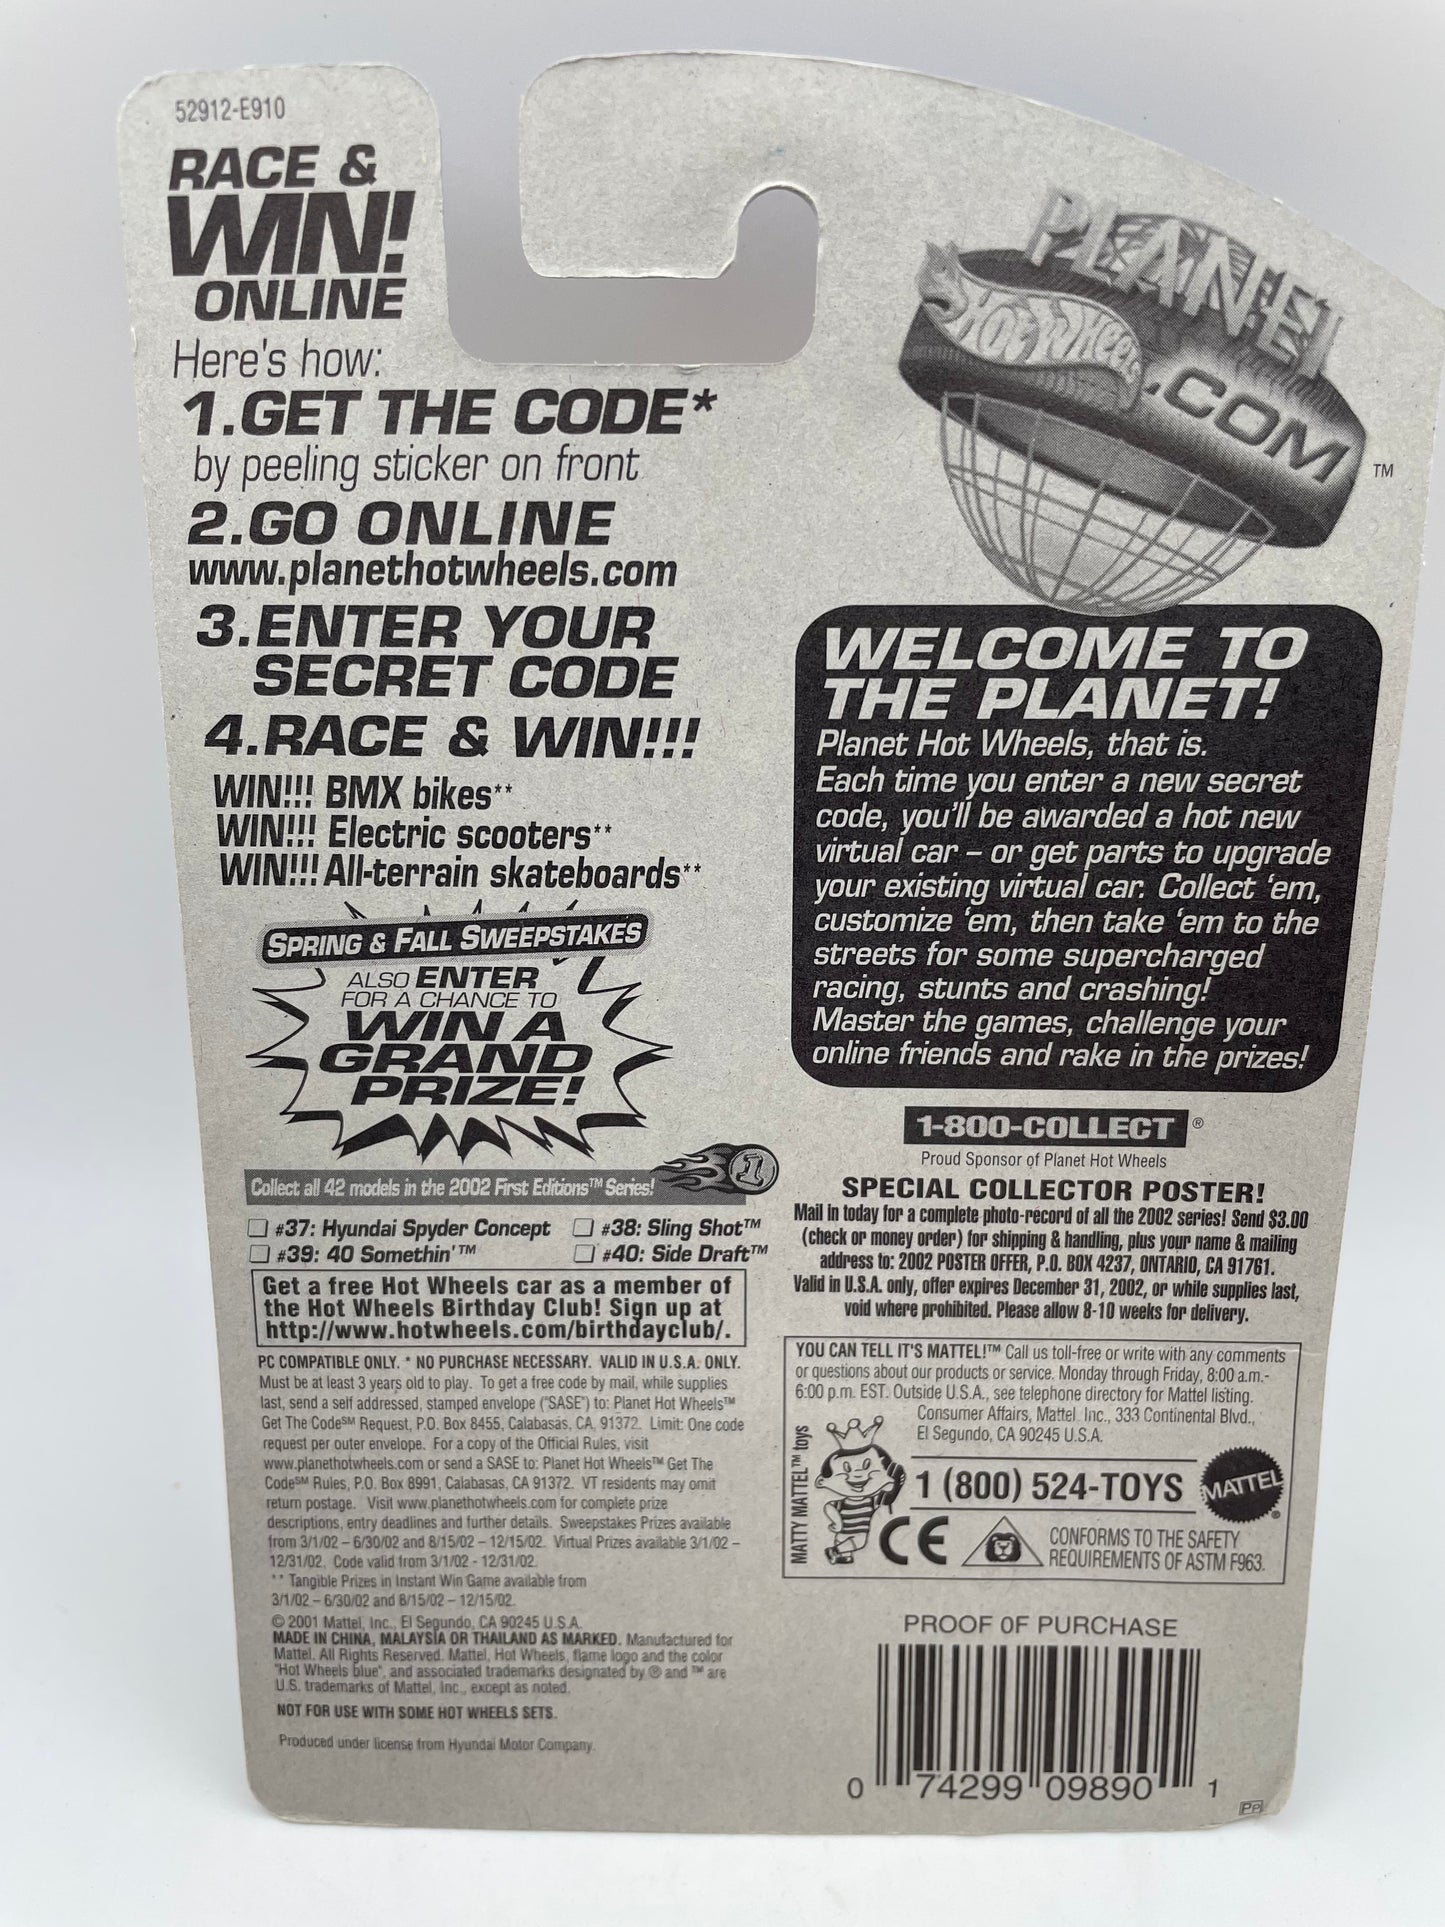 52912-E910
RACE &
WIN!
ONLINE
Here's how:
1.GET THE CODE*
by peeling sticker on front
2.GO ONLINE
www.planethotwheels.com
3.ENTER YOUR
SECRET CODE
4.RACE & WIN!!!
WIN!!! BMX bikes**
WIN!!! Electric scooters**
WIN!!! All-terrain skateboards**
SPRING & FALL SWEEPSTAKES
ALSO ENTER
FOR A CHANCE TO
WIN A
GRAND
PRIZE!
Collect all 42 models in the 2002 First Editions™ Series! 1
☐ #37: Hyundai Spyder Concept ☐ #38: Sling Shot™
☐ #39: 40 Somethin'™ ☐ #40: Side Draft™
Get a free Hot Wheels car as a member of
the Hot Wheels Birthday Club! Sign up at
http://www.hotwheels.com/birthdayclub/.
PC COMPATIBLE ONLY. * NO PURCHASE NECESSARY. VALID IN U.S.A. ONLY.
Must be at least 3 years old to play. To get a free code by mail, while supplies
last, send a self addressed, stamped envelope ("SASE") to: Planet Hot Wheels™
Get The Code℠ Request, P.O. Box 8455, Calabasas, CA, 91372. Limit: One code
request per outer envelope. For a copy of the Official Rules, visit
www.planethotwheels.com or send a SASE to: Planet Hot Wheels™ Get The
Code℠ Rules, P.O. Box 8991, Calabasas, CA 91372. VT residents may omit
return postage. Visit www.planethotwheels.com for complete prize
descriptions, entry deadlines and further details. Sweepstakes Prizes available
from 3/1/02 – 6/30/02 and 8/15/02 – 12/15/02. Virtual Prizes available 3/1/02 –
12/31/02. Code valid from 3/1/02 - 12/31/02.
** Tangible Prizes in Instant Win Game available from
3/1/02 – 6/30/02 and 8/15/02 – 12/15/02.
© 2001 Mattel, Inc., El Segundo, CA 90245 U.S.A.
MADE IN CHINA, MALAYSIA OR THAILAND AS MARKED. Manufactured for
Mattel. All Rights Reserved. Mattel, Hot Wheels, flame logo and the color
"Hot Wheels blue", and associated trademarks designated by ® and ™ are
U.S. trademarks of Mattel, Inc., except as noted.
NOT FOR USE WITH SOME HOT WHEELS SETS.
Produced under license from Hyundai Motor Company.
PLANET
HOT WHEELS
.COM ™
WELCOME TO
THE PLANET!
Planet Hot Wheels, that is.
Each time you enter a new secret
code, you'll be awarded a hot new
virtual car – or get parts to upgrade
your existing virtual car. Collect 'em,
customize 'em, then take 'em to the
streets for some supercharged
racing, stunts and crashing!
Master the games, challenge your
online friends and rake in the prizes!
1-800-COLLECT®
Proud Sponsor of Planet Hot Wheels
SPECIAL COLLECTOR POSTER!
Mail in today for a complete photo-record of all the 2002 series! Send $3.00
(check or money order) for shipping & handling, plus your name & mailing
address to: 2002 POSTER OFFER, P.O. BOX 4237, ONTARIO, CA 91761.
Valid in U.S.A. only, offer expires December 31, 2002, or while supplies last,
void where prohibited. Please allow 8-10 weeks for delivery.
YOU CAN TELL IT'S MATTEL!™ Call us toll-free or write with any comments
or questions about our products or service. Monday through Friday, 8:00 a.m.-
6:00 p.m. EST. Outside U.S.A., see telephone directory for Mattel listing.
Consumer Affairs, Mattel, Inc., 333 Continental Blvd.,
El Segundo, CA 90245 U.S.A.
MATTY MATTEL™ toys
1 (800) 524-TOYS
MATTEL®
CE
CONFORMS TO THE SAFETY
REQUIREMENTS OF ASTM F963.
PROOF OF PURCHASE
0 74299 09890 1
PP